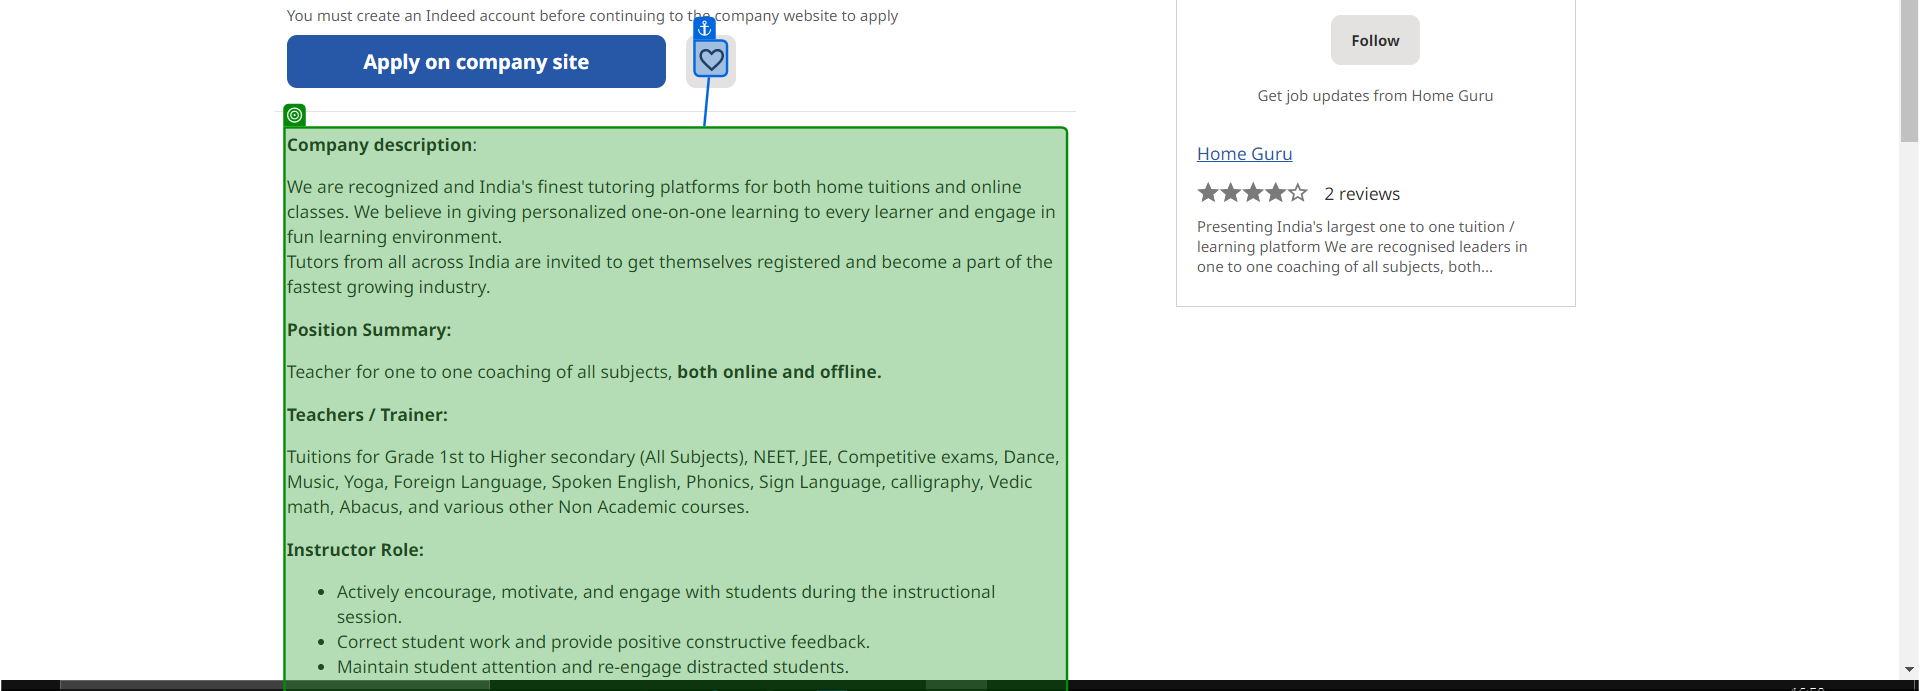 You must create an Indeed account before continuing to the company website to apply
Apply on company site
Company description:
We are recognized and India's finest tutoring platforms for both home tuitions and online
classes. We believe in giving personalized one-on-one learning to every learner and engage in
fun learning environment.
Tutors from all across India are invited to get themselves registered and become a part of the
fastest growing industry.
Position Summary:
Teacher for one to one coaching of all subjects, both online and offline.
Teachers / Trainer:
Tuitions for Grade 1st to Higher secondary (All Subjects), NEET, JEE, Competitive exams, Dance,
Music, Yoga, Foreign Language, Spoken English, Phonics, Sign Language, calligraphy, Vedic
math, Abacus, and various other Non Academic courses.
Instructor Role:
• Actively encourage, motivate, and engage with students during the instructional
session.
• Correct student work and provide positive constructive feedback.
• Maintain student attention and re-engage distracted students.
Follow
Get job updates from Home Guru
Home Guru
2 reviews
Presenting India's largest one to one tuition /
learning platform We are recognised leaders in
one to one coaching of all subjects, both...